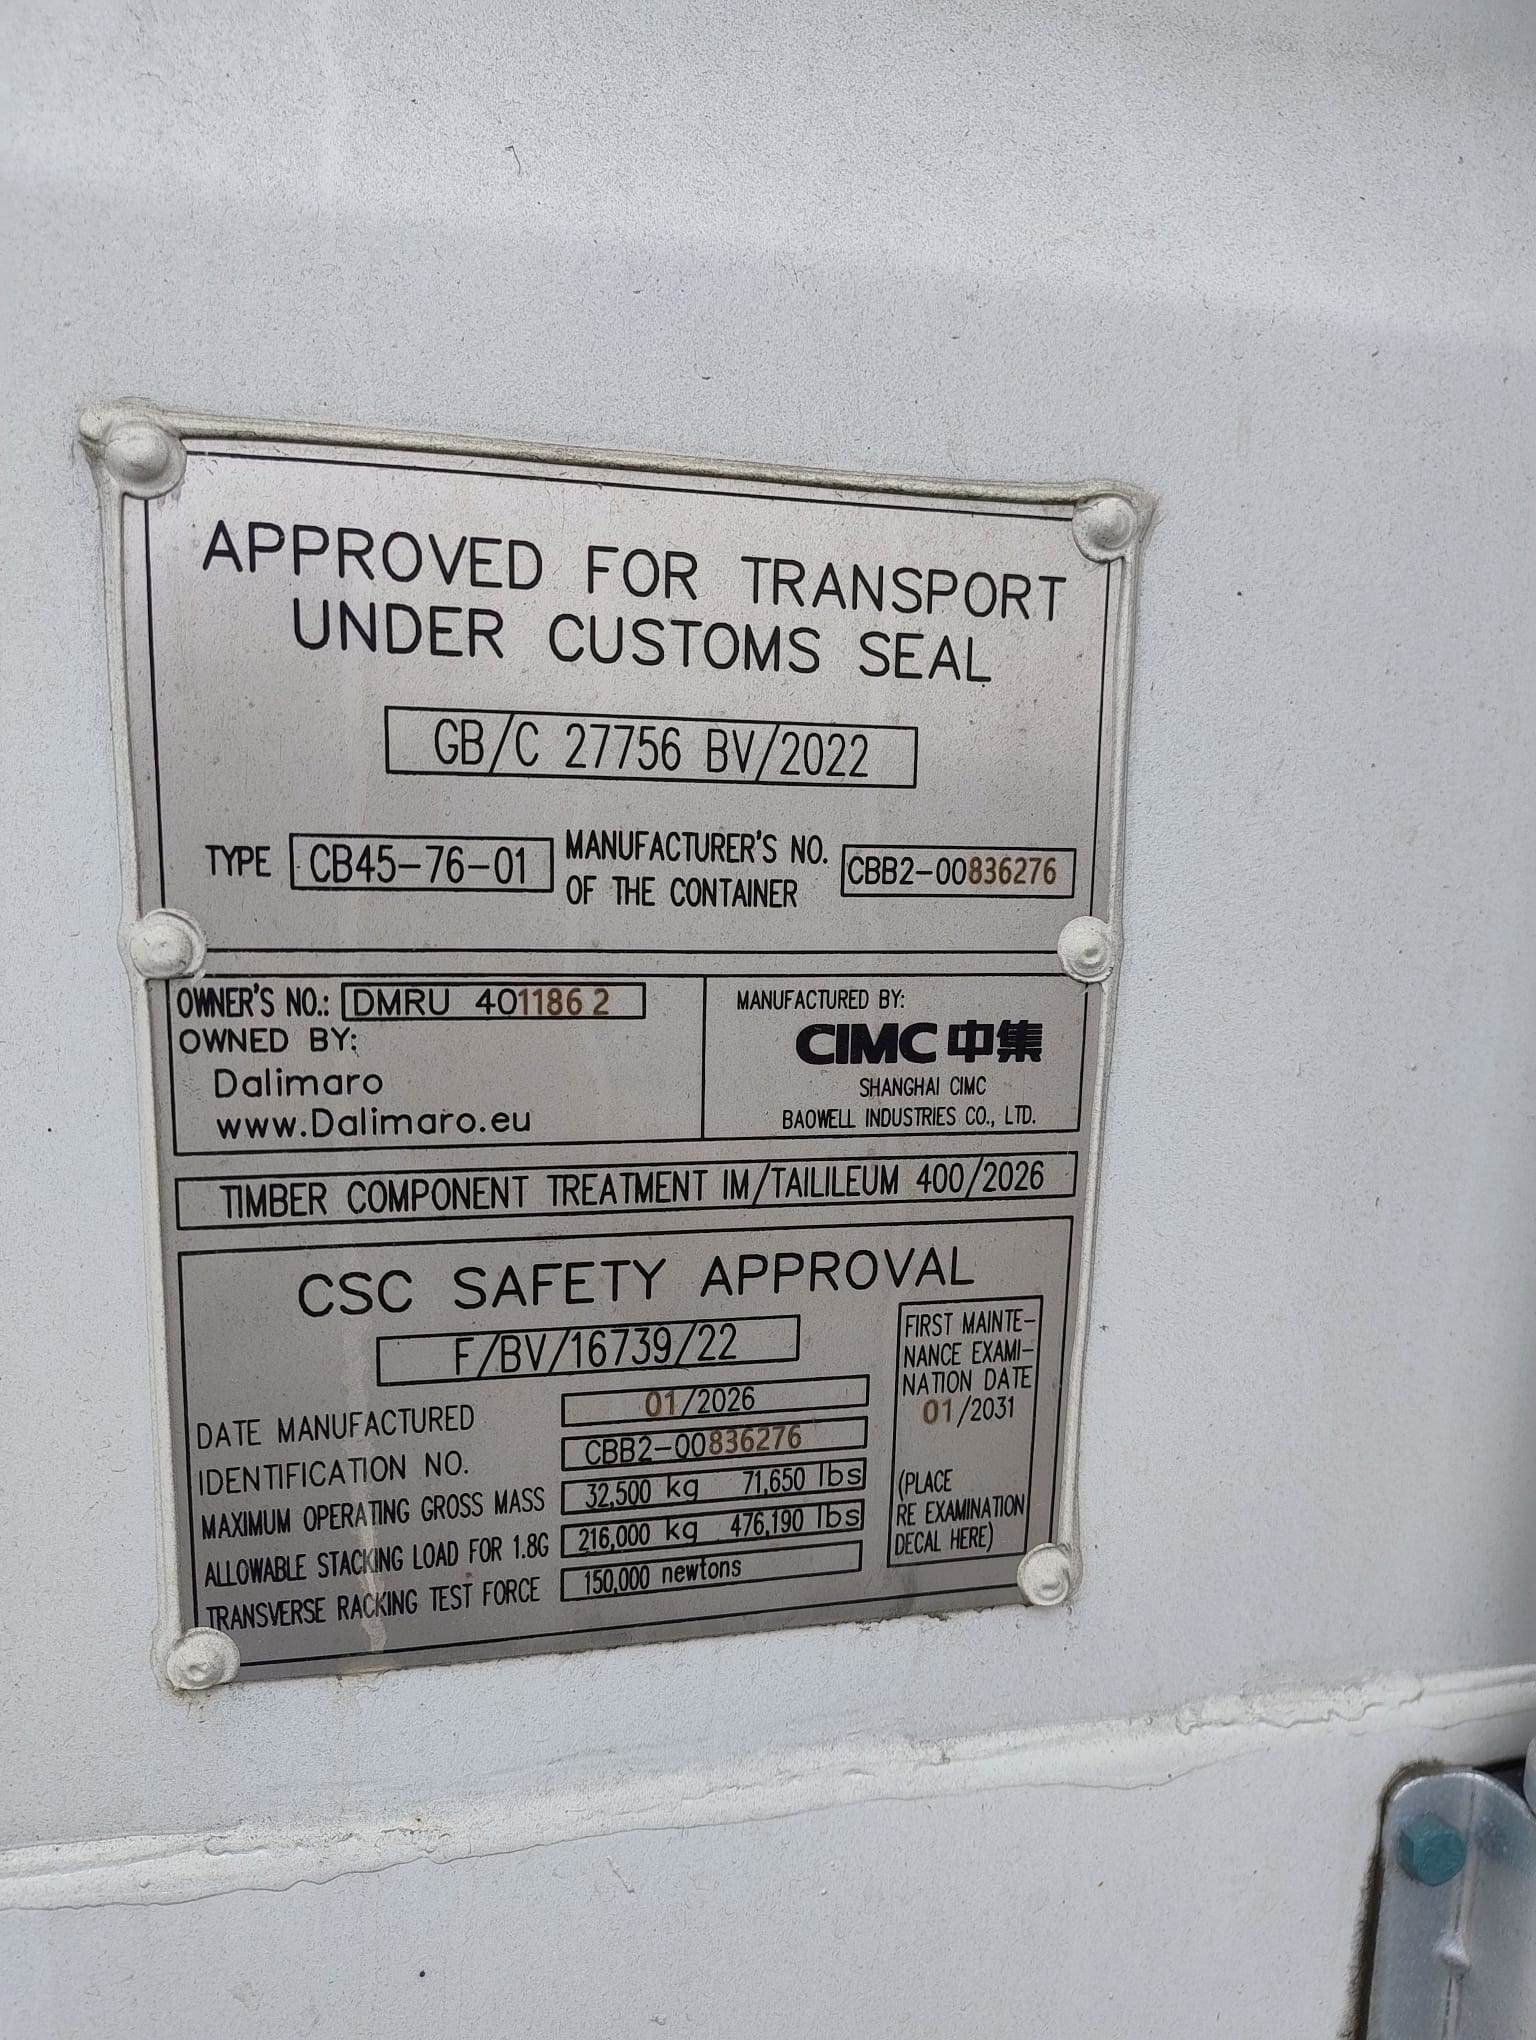 APPROVED FOR TRANSPORT
UNDER CUSTOMS SEAL
GB/C 27756 BV/2022
TYPE CB45-76-01 MANUFACTURER'S NO.
OF THE CONTAINER CBB2-00836276
OWNER'S NO.: DMRU 401186 2
OWNED BY:
Dalimaro
www.Dalimaro.eu
MANUFACTURED BY:
CIMC 中集
SHANGHAI CIMC
BAOWELL INDUSTRIES CO., LTD.
TIMBER COMPONENT TREATMENT IM/TAILILEUM 400/2026
CSC SAFETY APPROVAL
F/BV/16739/22
DATE MANUFACTURED 01/2026
IDENTIFICATION NO. CBB2-00836276
MAXIMUM OPERATING GROSS MASS 32,500 kg 71,650 lbs
ALLOWABLE STACKING LOAD FOR 1.8G 216,000 kg 476,190 lbs
TRANSVERSE RACKING TEST FORCE 150,000 newtons
FIRST MAINTE-
NANCE EXAMI-
NATION DATE
01/2031
(PLACE
RE EXAMINATION
DECAL HERE)